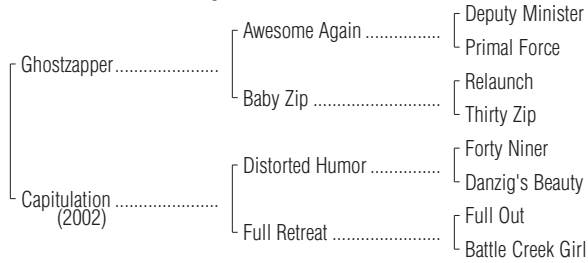 Deputy Minister
Awesome Again ................
Primal Force
Ghostzapper......................
Relaunch
Baby Zip ...........................
Thirty Zip
Forty Niner
Distorted Humor ................
Danzig's Beauty
Capitulation ......................
(2002)
Full Out
Full Retreat .......................
Battle Creek Girl